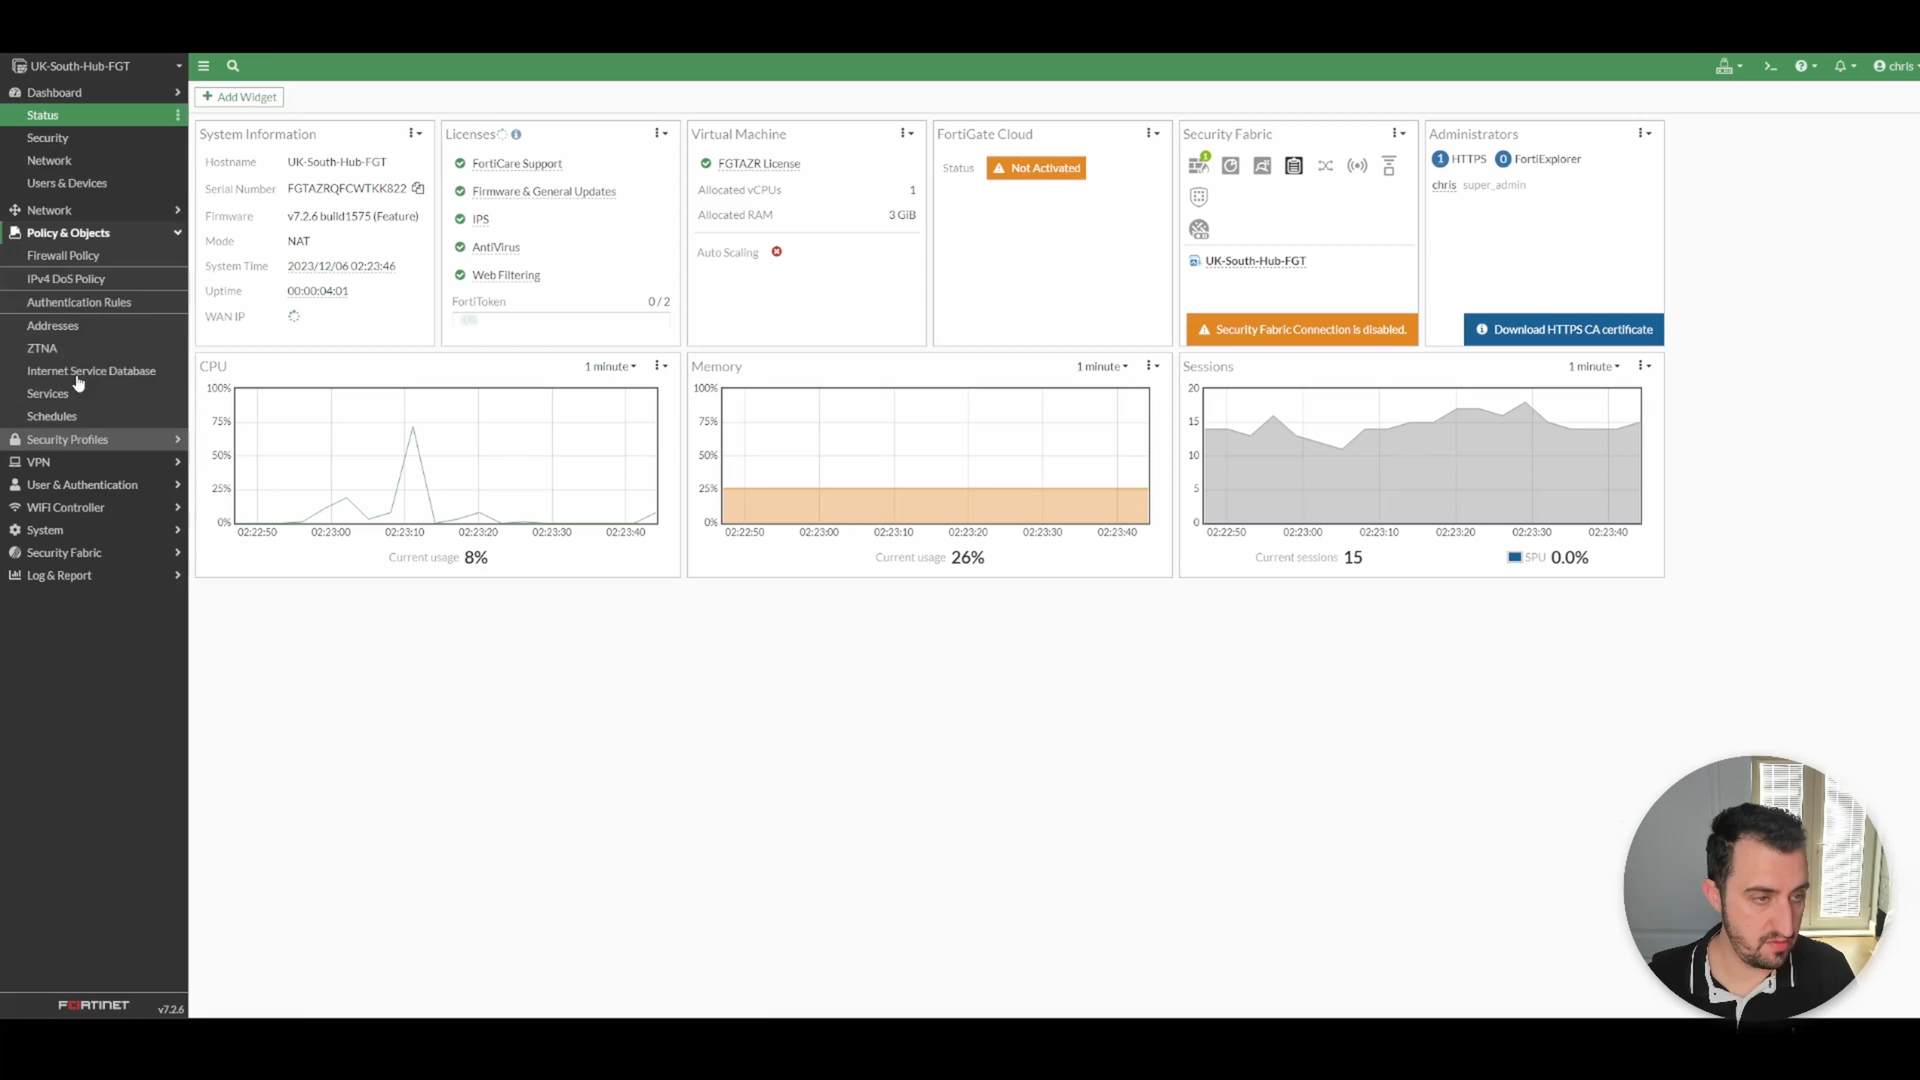 UK-South-Hub-FGT
chris
Dashboard
Status
Security
Network
Users & Devices
Network
Policy & Objects
Firewall Policy
IPv4 DoS Policy
Authentication Rules
Addresses
ZTNA
Internet Service Database
Services
Schedules
Security Profiles
VPN
User & Authentication
WiFi Controller
System
Security Fabric
Log & Report
FORTINET v7.2.6
+ Add Widget
System Information
Hostname UK-South-Hub-FGT
Serial Number FGTAZRQFCWTKK822
Firmware v7.2.6 build1575 (Feature)
Mode NAT
System Time 2023/12/06 02:23:46
Uptime 00:00:04:01
WAN IP
Licenses
FortiCare Support
Firmware & General Updates
IPS
AntiVirus
Web Filtering
FortiToken 0 / 2
0%
Virtual Machine
FGTAZR License
Allocated vCPUs 1
Allocated RAM 3 GiB
Auto Scaling
FortiGate Cloud
Status Not Activated
Security Fabric
1
UK-South-Hub-FGT
Security Fabric Connection is disabled.
Administrators
1 HTTPS 0 FortiExplorer
chris super_admin
Download HTTPS CA certificate
CPU 1 minute
100%
75%
50%
25%
0%
02:22:50 02:23:00 02:23:10 02:23:20 02:23:30 02:23:40
Current usage 8%
Memory 1 minute
100%
75%
50%
25%
0%
02:22:50 02:23:00 02:23:10 02:23:20 02:23:30 02:23:40
Current usage 26%
Sessions 1 minute
20
15
10
5
0
02:22:50 02:23:00 02:23:10 02:23:20 02:23:30 02:23:40
Current sessions 15 SPU 0.0%